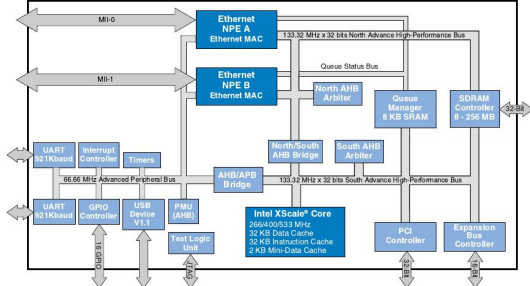 MII-0
Ethernet
NPE A
Ethernet MAC
133.32 MHz x 32 bits North Advance High-Performance Bus
Queue Status Bus
MII-1
Ethernet
NPE B
Ethernet MAC
North AHB
Arbiter
Queue
Manager
8 KB SRAM
SDRAM
Controller
8 - 256 MB
32-Bit
UART
921Kbaud
Interrupt
Controller
Timers
North/South
AHB Bridge
South AHB
Arbiter
66.66 MHz Advanced Peripheral Bus
AHB/APB
Bridge
133.32 MHz x 32 bits South Advance High-Performance Bus
UART
921Kbaud
GPIO
Controller
USB
Device
V1.1
PMU
(AHB)
Test Logic
Unit
Intel XScale® Core
266/400/533 MHz
32 KB Data Cache
32 KB Instruction Cache
2 KB Mini-Data Cache
PCI
Controller
Expansion
Bus
Controller
16 GPIO
JTAG
32-Bit
16-Bit